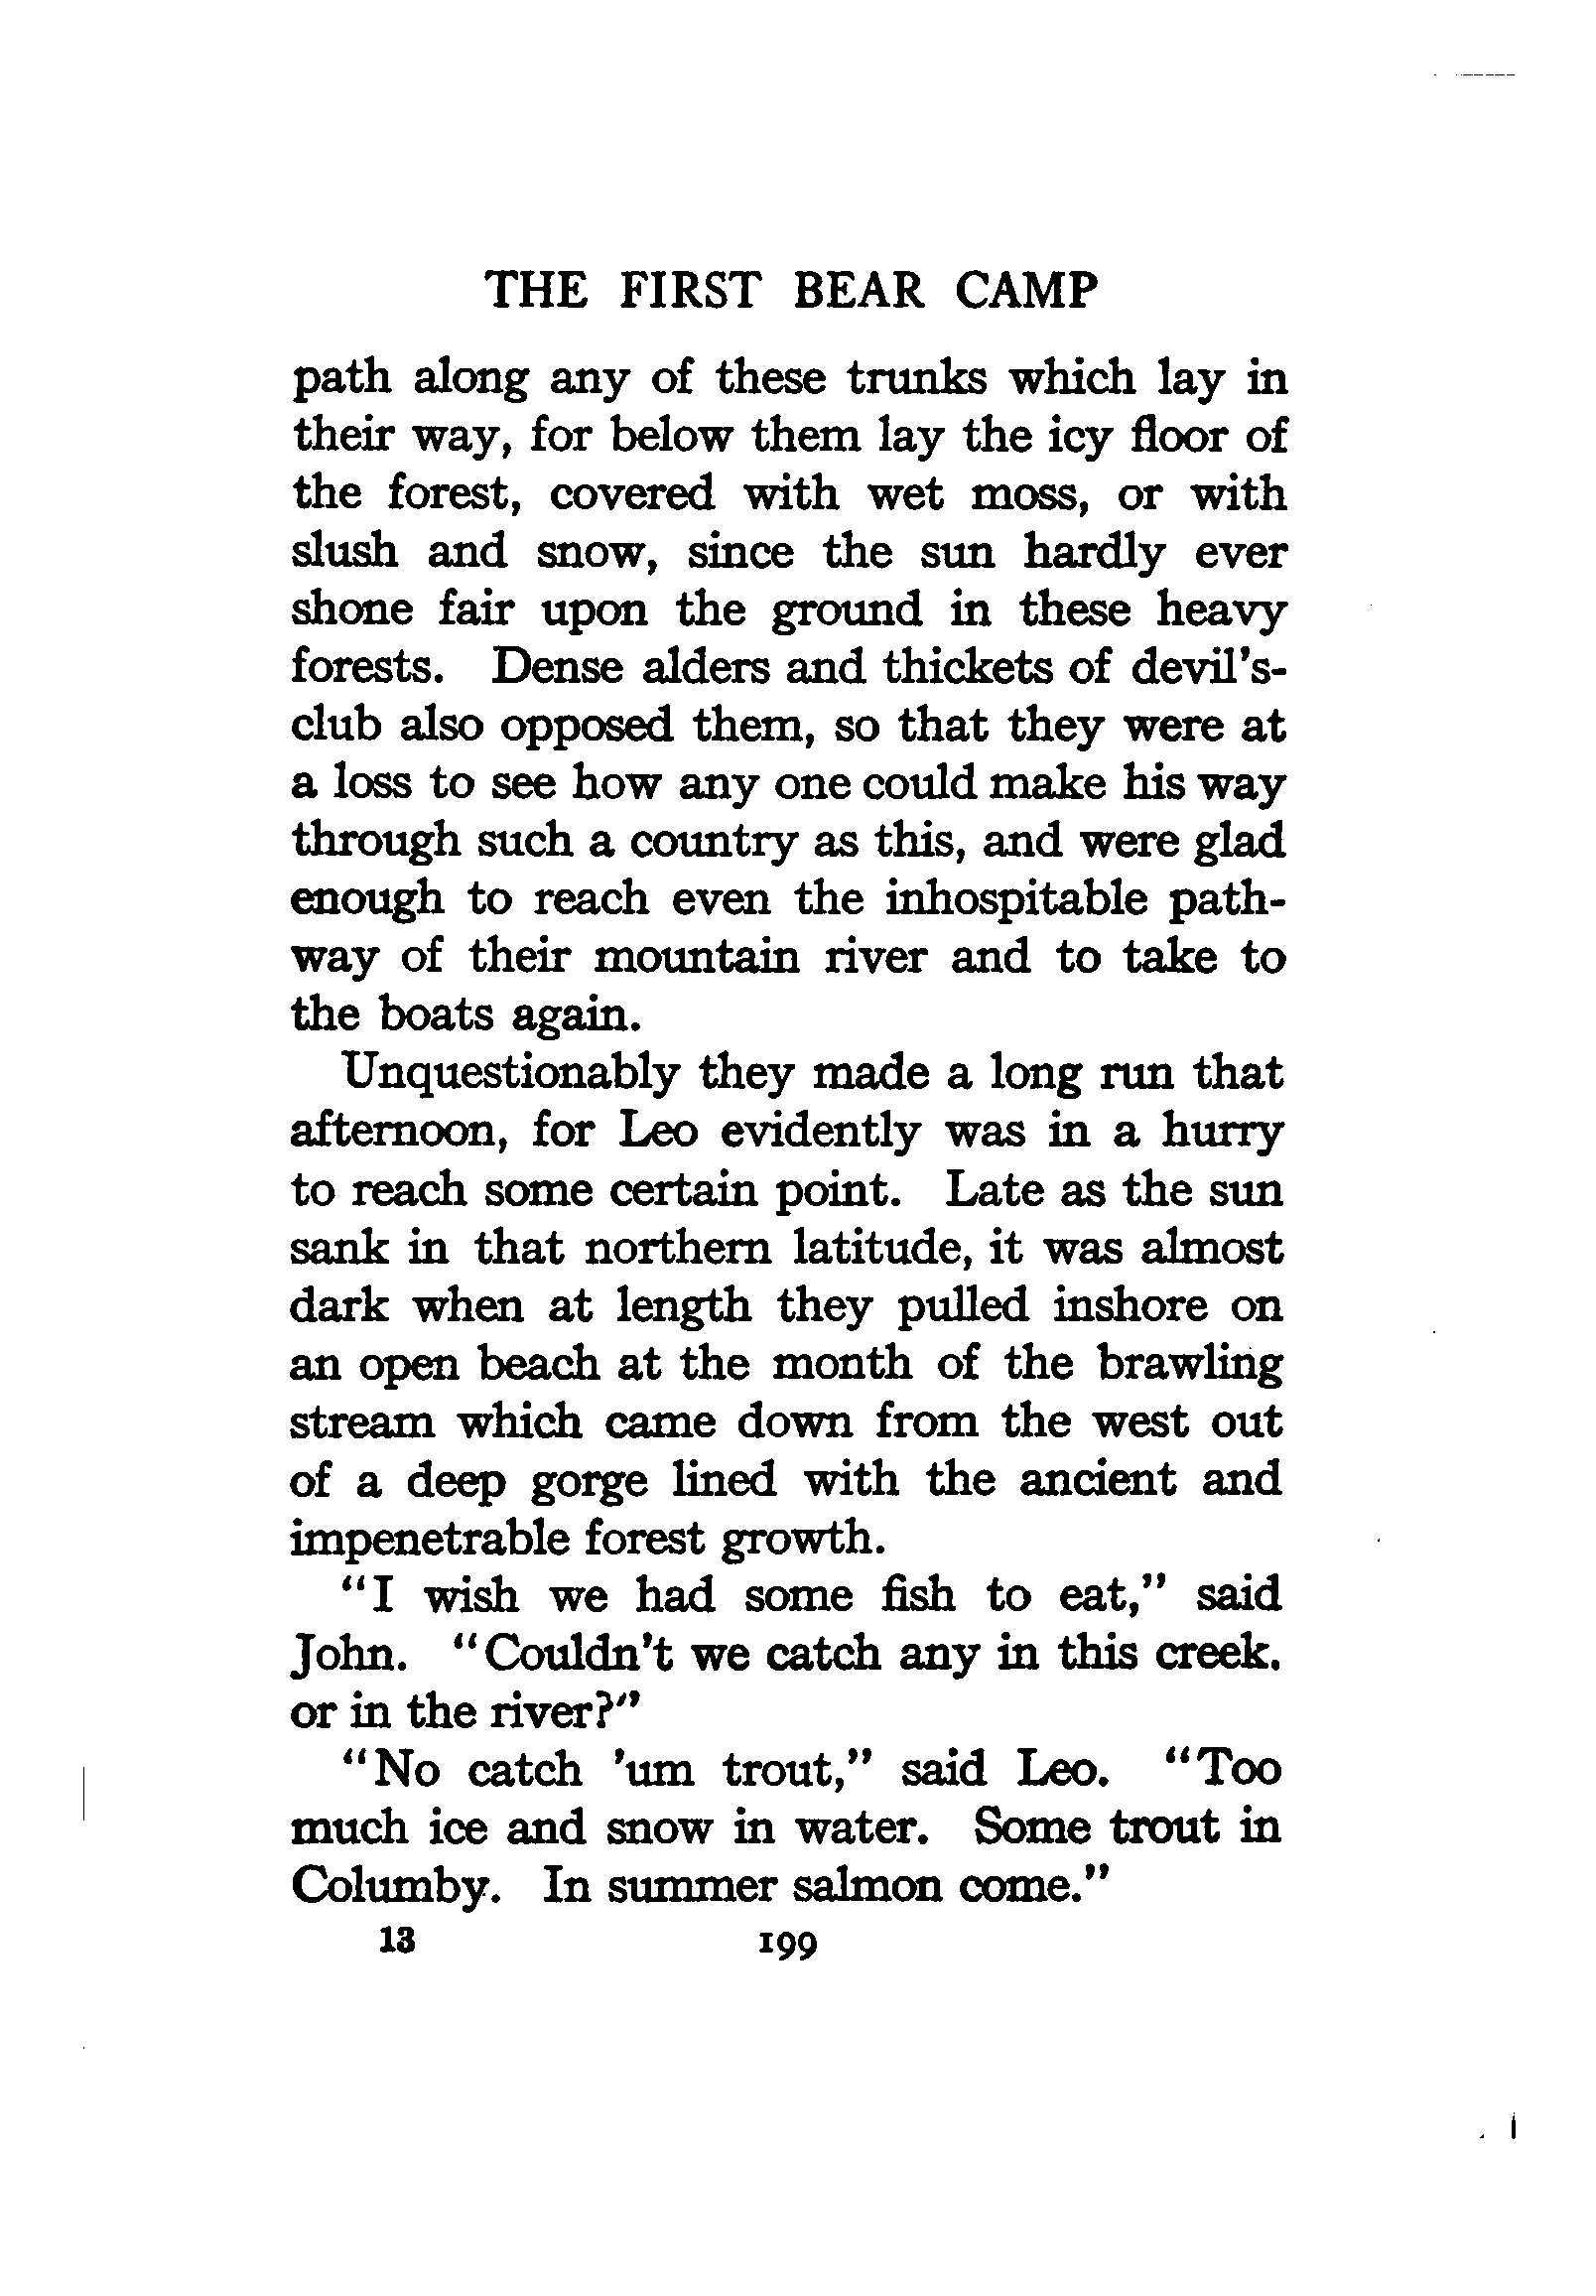 THE FIRST BEAR CAMP
path along any of these trunks which lay in
their way, for below them lay the icy floor of
the forest, covered with wet moss, or with
slush and snow, since the sun hardly ever
shone fair upon the ground in these heavy
forests. Dense alders and thickets of devil's-
club also opposed them, so that they were at
a loss to see how any one could make his way
through such a country as this, and were glad
enough to reach even the inhospitable path-
way of their mountain river and to take to
the boats again.
Unquestionably they made a long run that
afternoon, for Leo evidently was in a hurry
to reach some certain point. Late as the sun
sank in that northern latitude, it was almost
dark when at length they pulled inshore on
an open beach at the month of the brawling
stream which came down from the west out
of a deep gorge lined with the ancient and
impenetrable forest growth.
"I wish we had some fish to eat," said
John. "Couldn't we catch any in this creek.
or in the river?"
"No catch 'um trout," said Leo. "Too
much ice and snow in water. Some trout in
Columby. In summer salmon come."
13 199